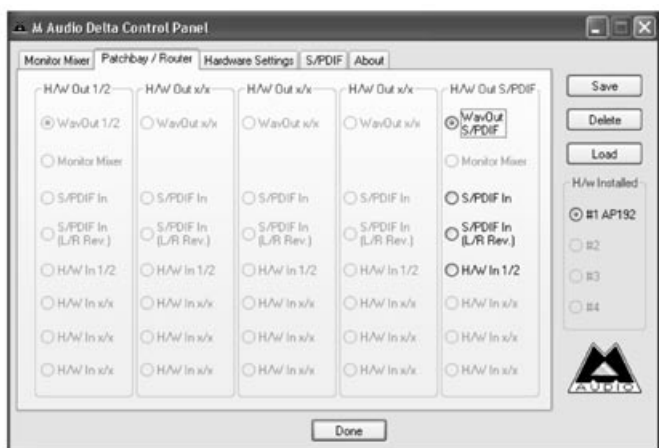 M Audio Delta Control Panel
Monitor Mixer Patchbay / Router Hardware Settings S/PDIF About
H/W Out 1/2 H/W Out x/x H/W Out x/x H/W Out x/x H/W Out S/PDIF
WavOut 1/2 WavOut x/x WavOut x/x WavOut x/x WavOut S/PDIF
Monitor Mixer Monitor Mixer
S/PDIF In S/PDIF In S/PDIF In S/PDIF In S/PDIF In
S/PDIF In (L/R Rev.) S/PDIF In (L/R Rev.) S/PDIF In (L/R Rev.) S/PDIF In (L/R Rev.) S/PDIF In (L/R Rev.)
H/W In 1/2 H/W In 1/2 H/W In 1/2 H/W In 1/2 H/W In 1/2
H/W In x/x H/W In x/x H/W In x/x H/W In x/x H/W In x/x
H/W In x/x H/W In x/x H/W In x/x H/W In x/x H/W In x/x
H/W In x/x H/W In x/x H/W In x/x H/W In x/x H/W In x/x
Save
Delete
Load
H/w Installed
#1 AP192
#2
#3
#4
M AUDIO
Done